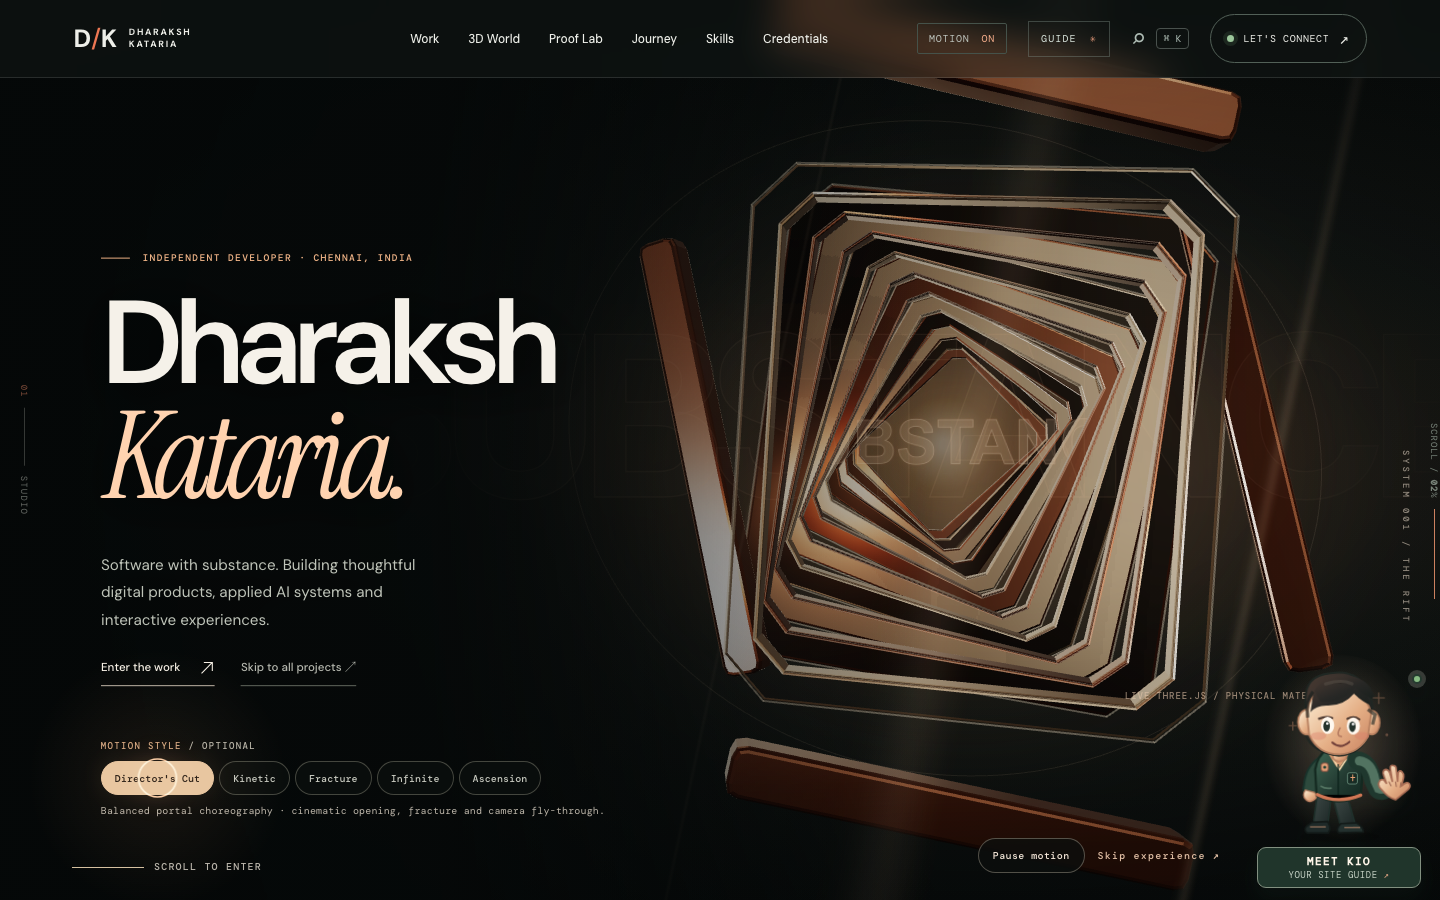 D/K
DHARAKSH
KATARIA
Work
3D World
Proof Lab
Journey
Skills
Credentials
MOTION ON
GUIDE ✳
⌘ K
LET'S CONNECT ↗
INDEPENDENT DEVELOPER · CHENNAI, INDIA
Dharaksh
Kataria.
Software with substance. Building thoughtful
digital products, applied AI systems and
interactive experiences.
Enter the work
Skip to all projects ↗
MOTION STYLE / OPTIONAL
Director's Cut
Kinetic
Fracture
Infinite
Ascension
Balanced portal choreography · cinematic opening, fracture and camera fly-through.
SCROLL TO ENTER
01
STUDIO
BSTAN
SCROLL / 02%
SYSTEM 001 / THE RIFT
LIVE THREE.JS / PHYSICAL MATE
Pause motion
Skip experience ↗
MEET KIO
YOUR SITE GUIDE ↗